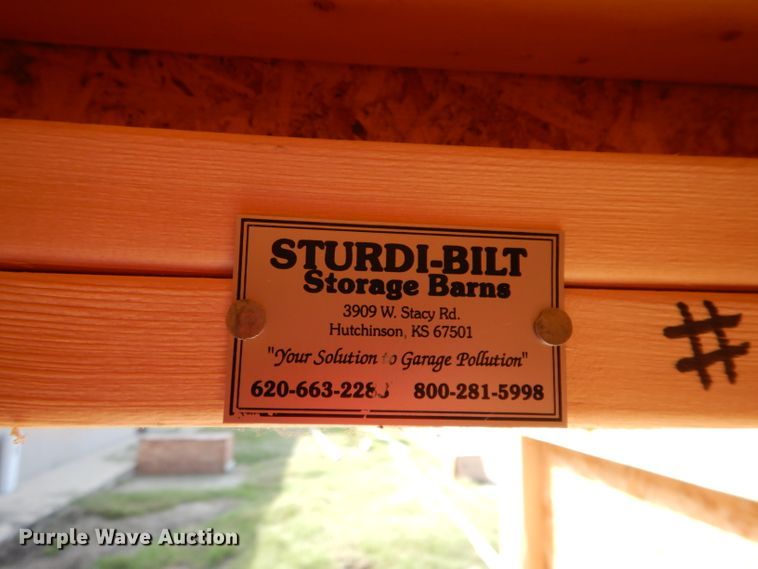 STURDI-BILT
Storage Barns
3909 W. Stacy Rd.
Hutchinson, KS 67501
"Your Solution to Garage Pollution"
620-663-2283 800-281-5998
#
Purple Wave Auction